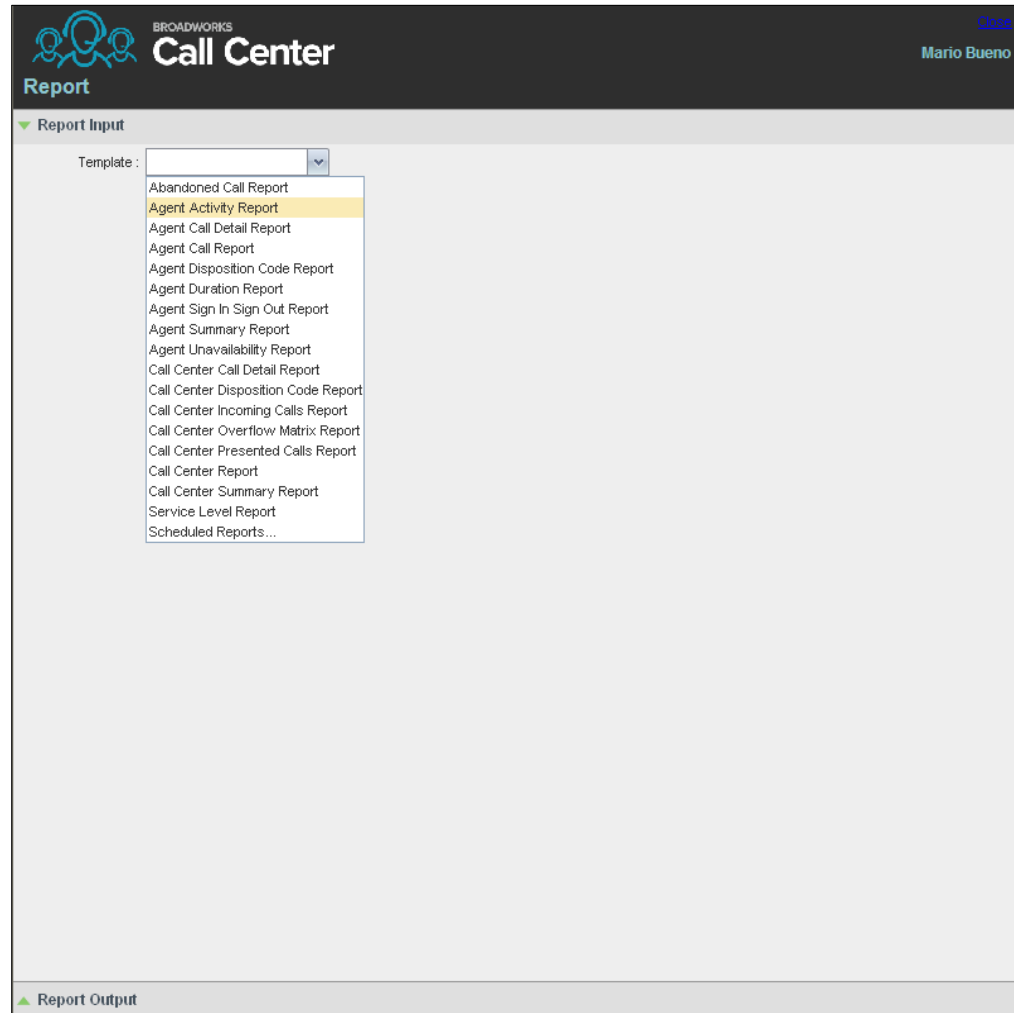 BROADWORKS
Call Center
Close
Mario Bueno
Report
Report Input
Template :
Abandoned Call Report
Agent Activity Report
Agent Call Detail Report
Agent Call Report
Agent Disposition Code Report
Agent Duration Report
Agent Sign In Sign Out Report
Agent Summary Report
Agent Unavailability Report
Call Center Call Detail Report
Call Center Disposition Code Report
Call Center Incoming Calls Report
Call Center Overflow Matrix Report
Call Center Presented Calls Report
Call Center Report
Call Center Summary Report
Service Level Report
Scheduled Reports...
Report Output